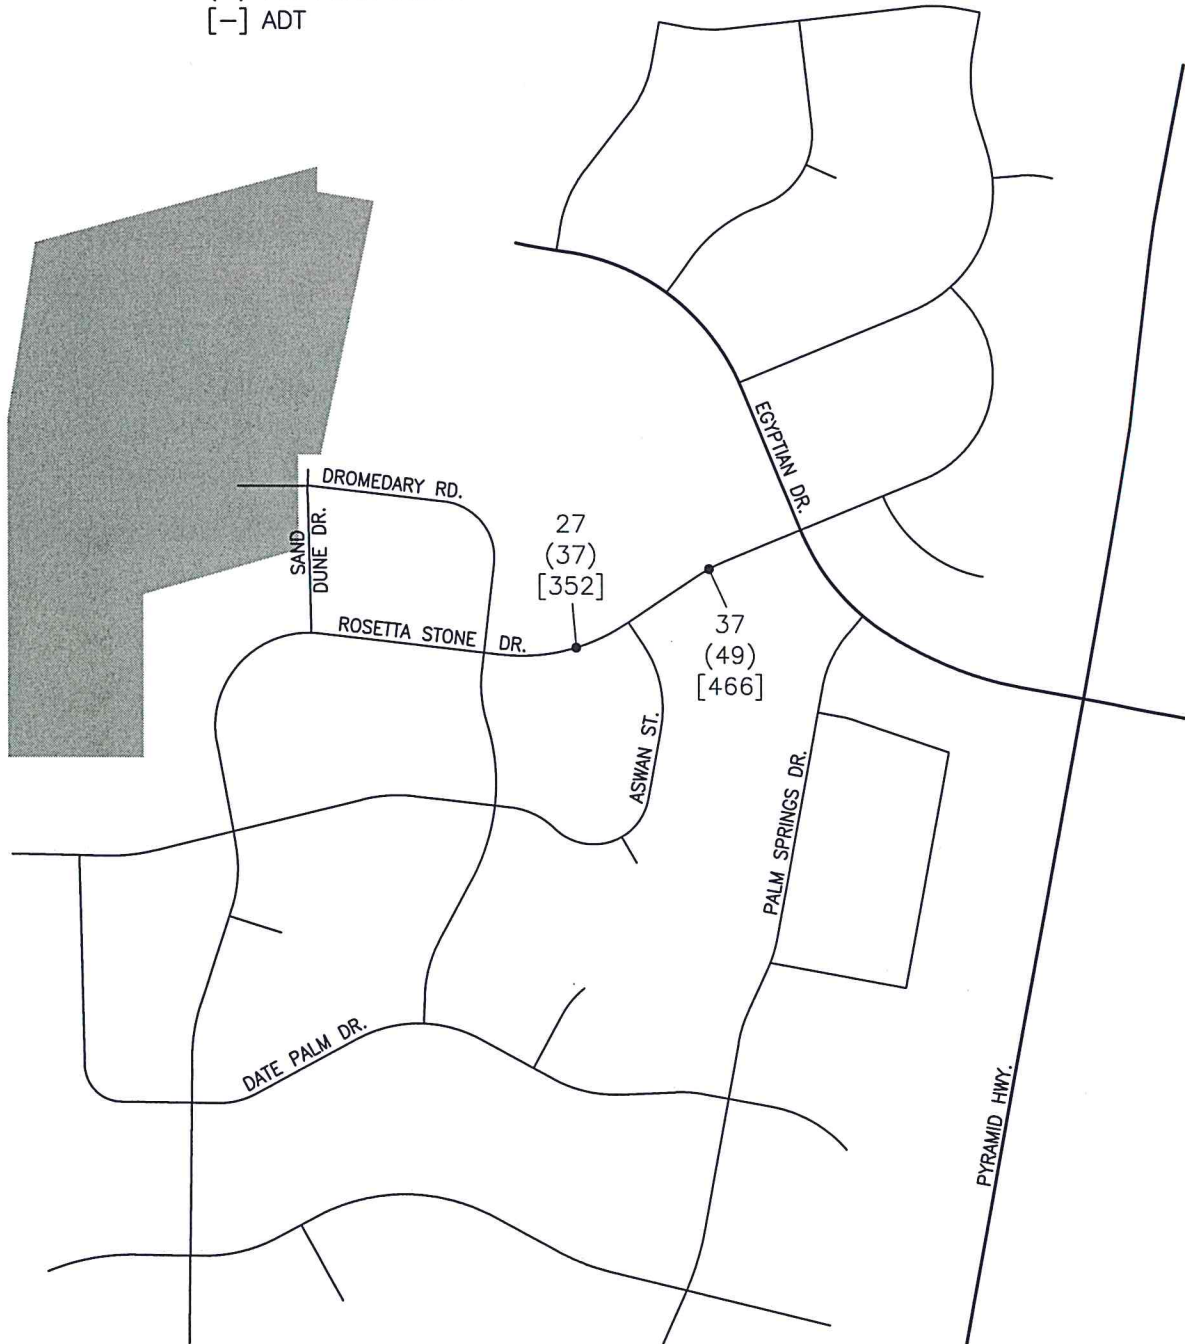 [–] ADT
DROMEDARY RD.
SAND
DUNE DR.
ROSETTA STONE DR.
27
(37)
[352]
37
(49)
[466]
EGYPTIAN DR.
ASWAN ST.
PALM SPRINGS DR.
DATE PALM DR.
PYRAMID HWY.